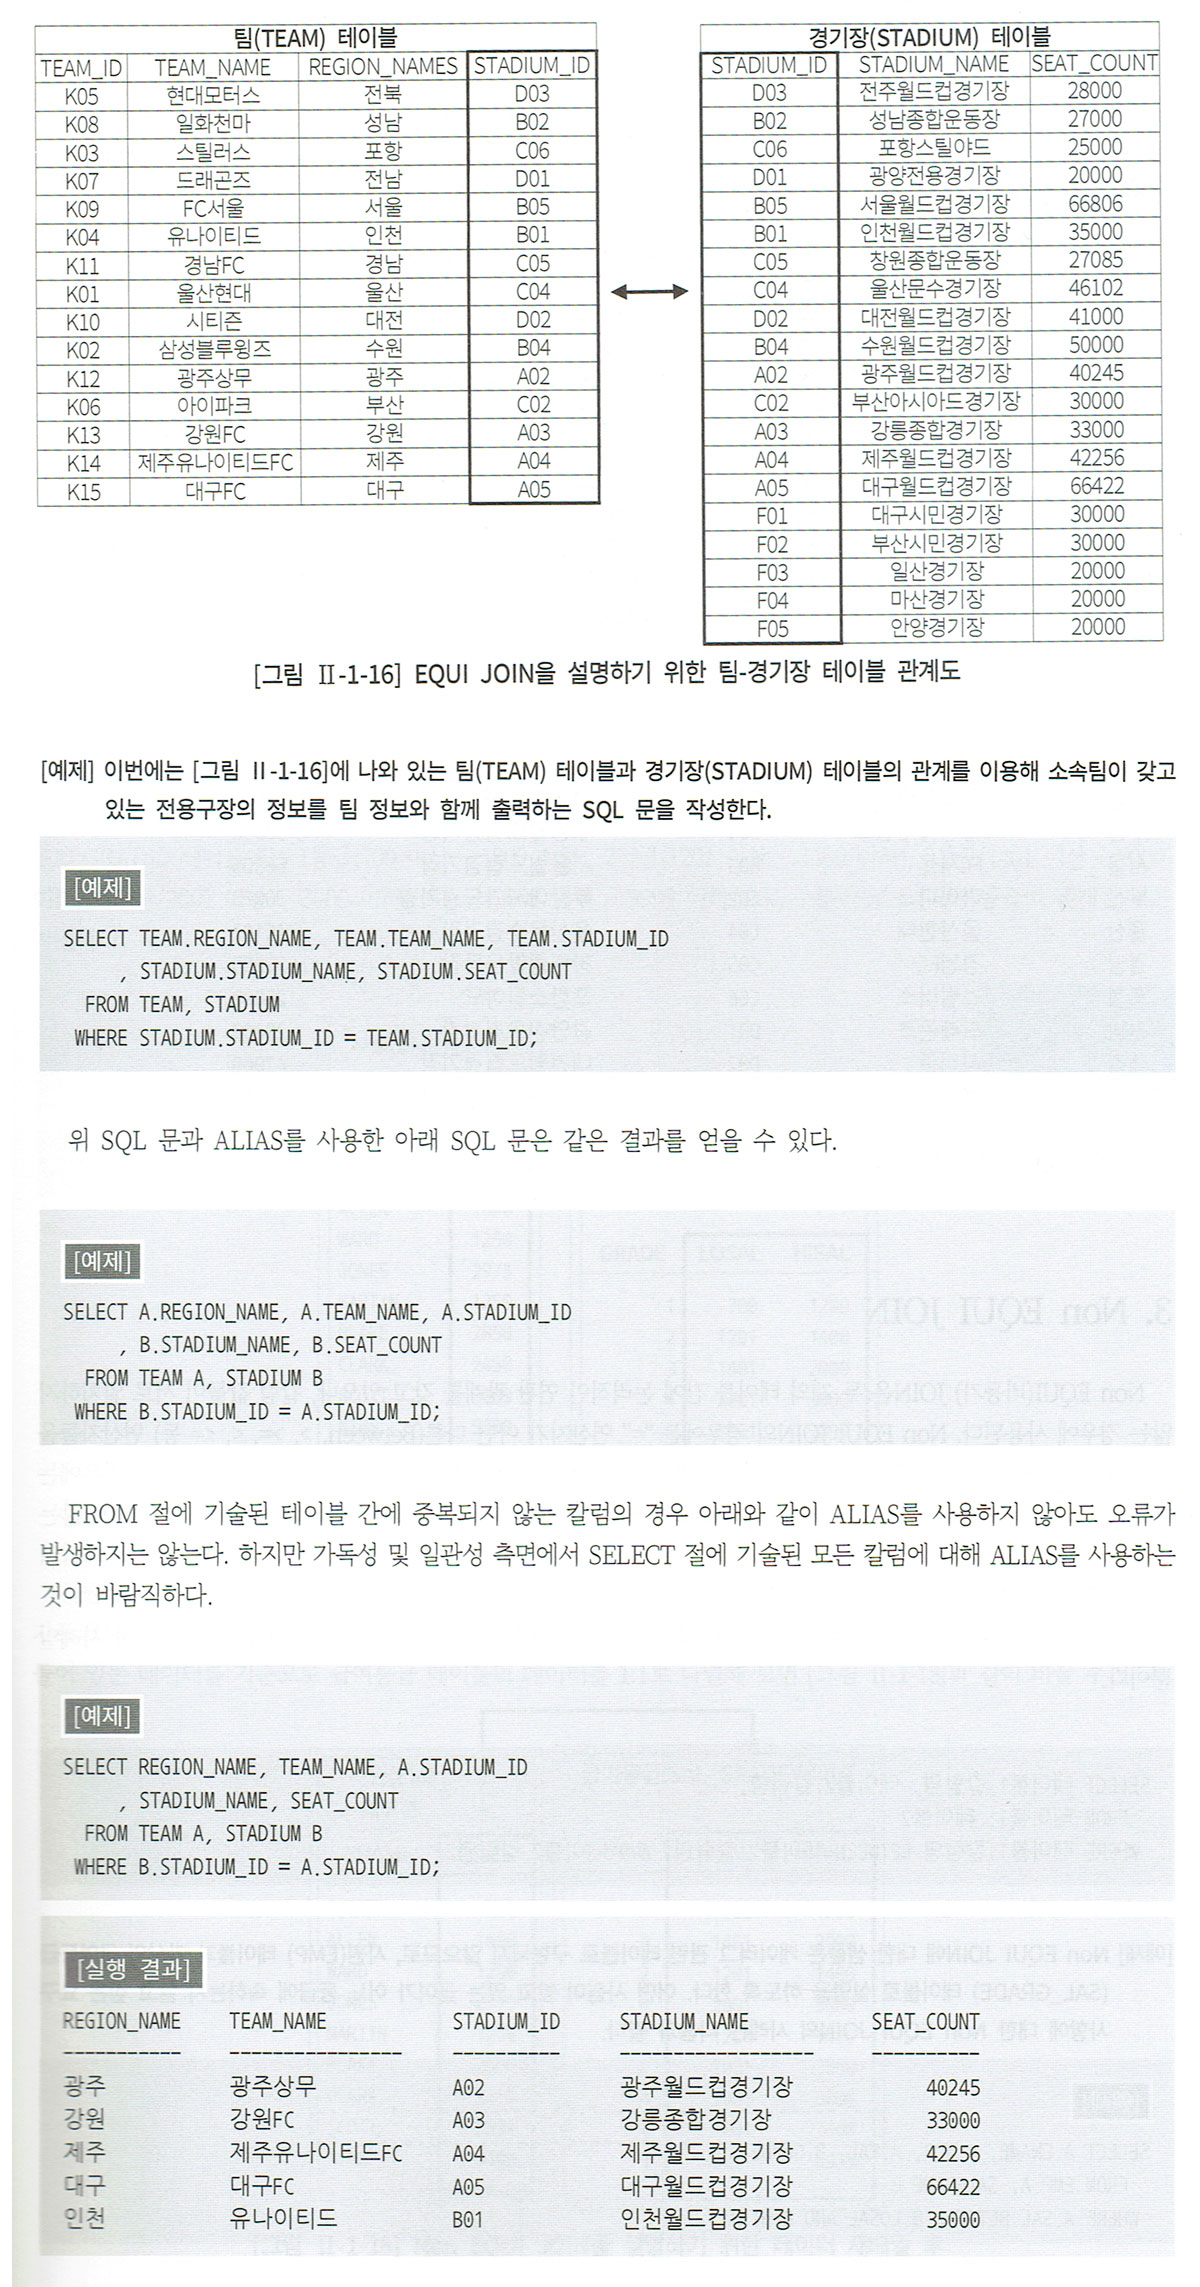 팀(TEAM) 테이블
TEAM_ID TEAM_NAME REGION_NAMES STADIUM_ID
K05 현대모터스 전북 D03
K08 일화천마 성남 B02
K03 스틸러스 포항 C06
K07 드래곤즈 전남 D01
K09 FC서울 서울 B05
K04 유나이티드 인천 B01
K11 경남FC 경남 C05
K01 울산현대 울산 C04
K10 시티즌 대전 D02
K02 삼성블루윙즈 수원 B04
K12 광주상무 광주 A02
K06 아이파크 부산 C02
K13 강원FC 강원 A03
K14 제주유나이티드FC 제주 A04
K15 대구FC 대구 A05
경기장(STADIUM) 테이블
STADIUM_ID STADIUM_NAME SEAT_COUNT
D03 전주월드컵경기장 28000
B02 성남종합운동장 27000
C06 포항스틸야드 25000
D01 광양전용경기장 20000
B05 서울월드컵경기장 66806
B01 인천월드컵경기장 35000
C05 창원종합운동장 27085
C04 울산문수경기장 46102
D02 대전월드컵경기장 41000
B04 수원월드컵경기장 50000
A02 광주월드컵경기장 40245
C02 부산아시아드경기장 30000
A03 강릉종합경기장 33000
A04 제주월드컵경기장 42256
A05 대구월드컵경기장 66422
F01 대구시민경기장 30000
F02 부산시민경기장 30000
F03 일산경기장 20000
F04 마산경기장 20000
F05 안양경기장 20000
[그림 Ⅱ-1-16] EQUI JOIN을 설명하기 위한 팀-경기장 테이블 관계도
[예제] 이번에는 [그림 Ⅱ-1-16]에 나와 있는 팀(TEAM) 테이블과 경기장(STADIUM) 테이블의 관계를 이용해 소속팀이 갖고
있는 전용구장의 정보를 팀 정보와 함께 출력하는 SQL 문을 작성한다.
[예제]
SELECT TEAM.REGION_NAME, TEAM.TEAM_NAME, TEAM.STADIUM_ID
, STADIUM.STADIUM_NAME, STADIUM.SEAT_COUNT
FROM TEAM, STADIUM
WHERE STADIUM.STADIUM_ID = TEAM.STADIUM_ID;
위 SQL 문과 ALIAS를 사용한 아래 SQL 문은 같은 결과를 얻을 수 있다.
[예제]
SELECT A.REGION_NAME, A.TEAM_NAME, A.STADIUM_ID
, B.STADIUM_NAME, B.SEAT_COUNT
FROM TEAM A, STADIUM B
WHERE B.STADIUM_ID = A.STADIUM_ID;
FROM 절에 기술된 테이블 간에 중복되지 않는 칼럼의 경우 아래와 같이 ALIAS를 사용하지 않아도 오류가
발생하지는 않는다. 하지만 가독성 및 일관성 측면에서 SELECT 절에 기술된 모든 칼럼에 대해 ALIAS를 사용하는
것이 바람직하다.
[예제]
SELECT REGION_NAME, TEAM_NAME, A.STADIUM_ID
, STADIUM_NAME, SEAT_COUNT
FROM TEAM A, STADIUM B
WHERE B.STADIUM_ID = A.STADIUM_ID;
[실행 결과]
REGION_NAME TEAM_NAME STADIUM_ID STADIUM_NAME SEAT_COUNT
----------- ---------------- ---------- ------------------ ----------
광주 광주상무 A02 광주월드컵경기장 40245
강원 강원FC A03 강릉종합경기장 33000
제주 제주유나이티드FC A04 제주월드컵경기장 42256
대구 대구FC A05 대구월드컵경기장 66422
인천 유나이티드 B01 인천월드컵경기장 35000